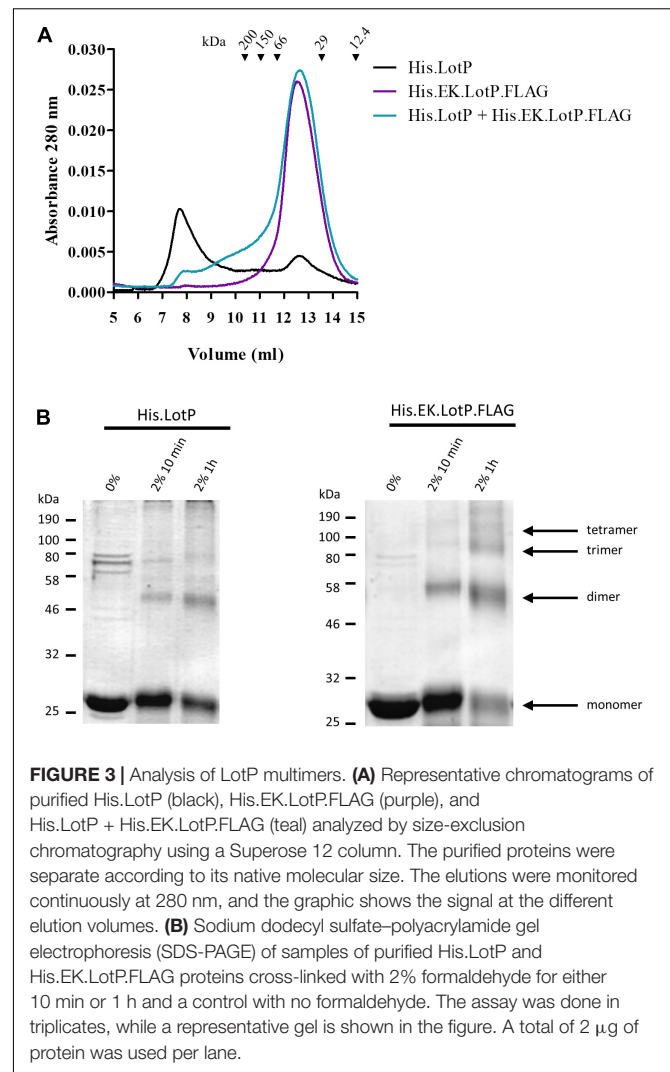 A
kDa
200
150
66
29
12.4
0.030
0.025
0.020
0.015
0.010
0.005
0.000
Absorbance 280 nm
5 6 7 8 9 10 11 12 13 14 15
Volume (ml)
His.LotP
His.EK.LotP.FLAG
His.LotP + His.EK.LotP.FLAG
B
His.LotP
0%
2% 10 min
2% 1h
kDa
190
100
80
58
46
32
25
His.EK.LotP.FLAG
0%
2% 10 min
2% 1h
kDa
190
100
80
58
46
32
25
tetramer
trimer
dimer
monomer
FIGURE 3 | Analysis of LotP multimers. (A) Representative chromatograms of
purified His.LotP (black), His.EK.LotP.FLAG (purple), and
His.LotP + His.EK.LotP.FLAG (teal) analyzed by size-exclusion
chromatography using a Superose 12 column. The purified proteins were
separate according to its native molecular size. The elutions were monitored
continuously at 280 nm, and the graphic shows the signal at the different
elution volumes. (B) Sodium dodecyl sulfate–polyacrylamide gel
electrophoresis (SDS-PAGE) of samples of purified His.LotP and
His.EK.LotP.FLAG proteins cross-linked with 2% formaldehyde for either
10 min or 1 h and a control with no formaldehyde. The assay was done in
triplicates, while a representative gel is shown in the figure. A total of 2 μg of
protein was used per lane.